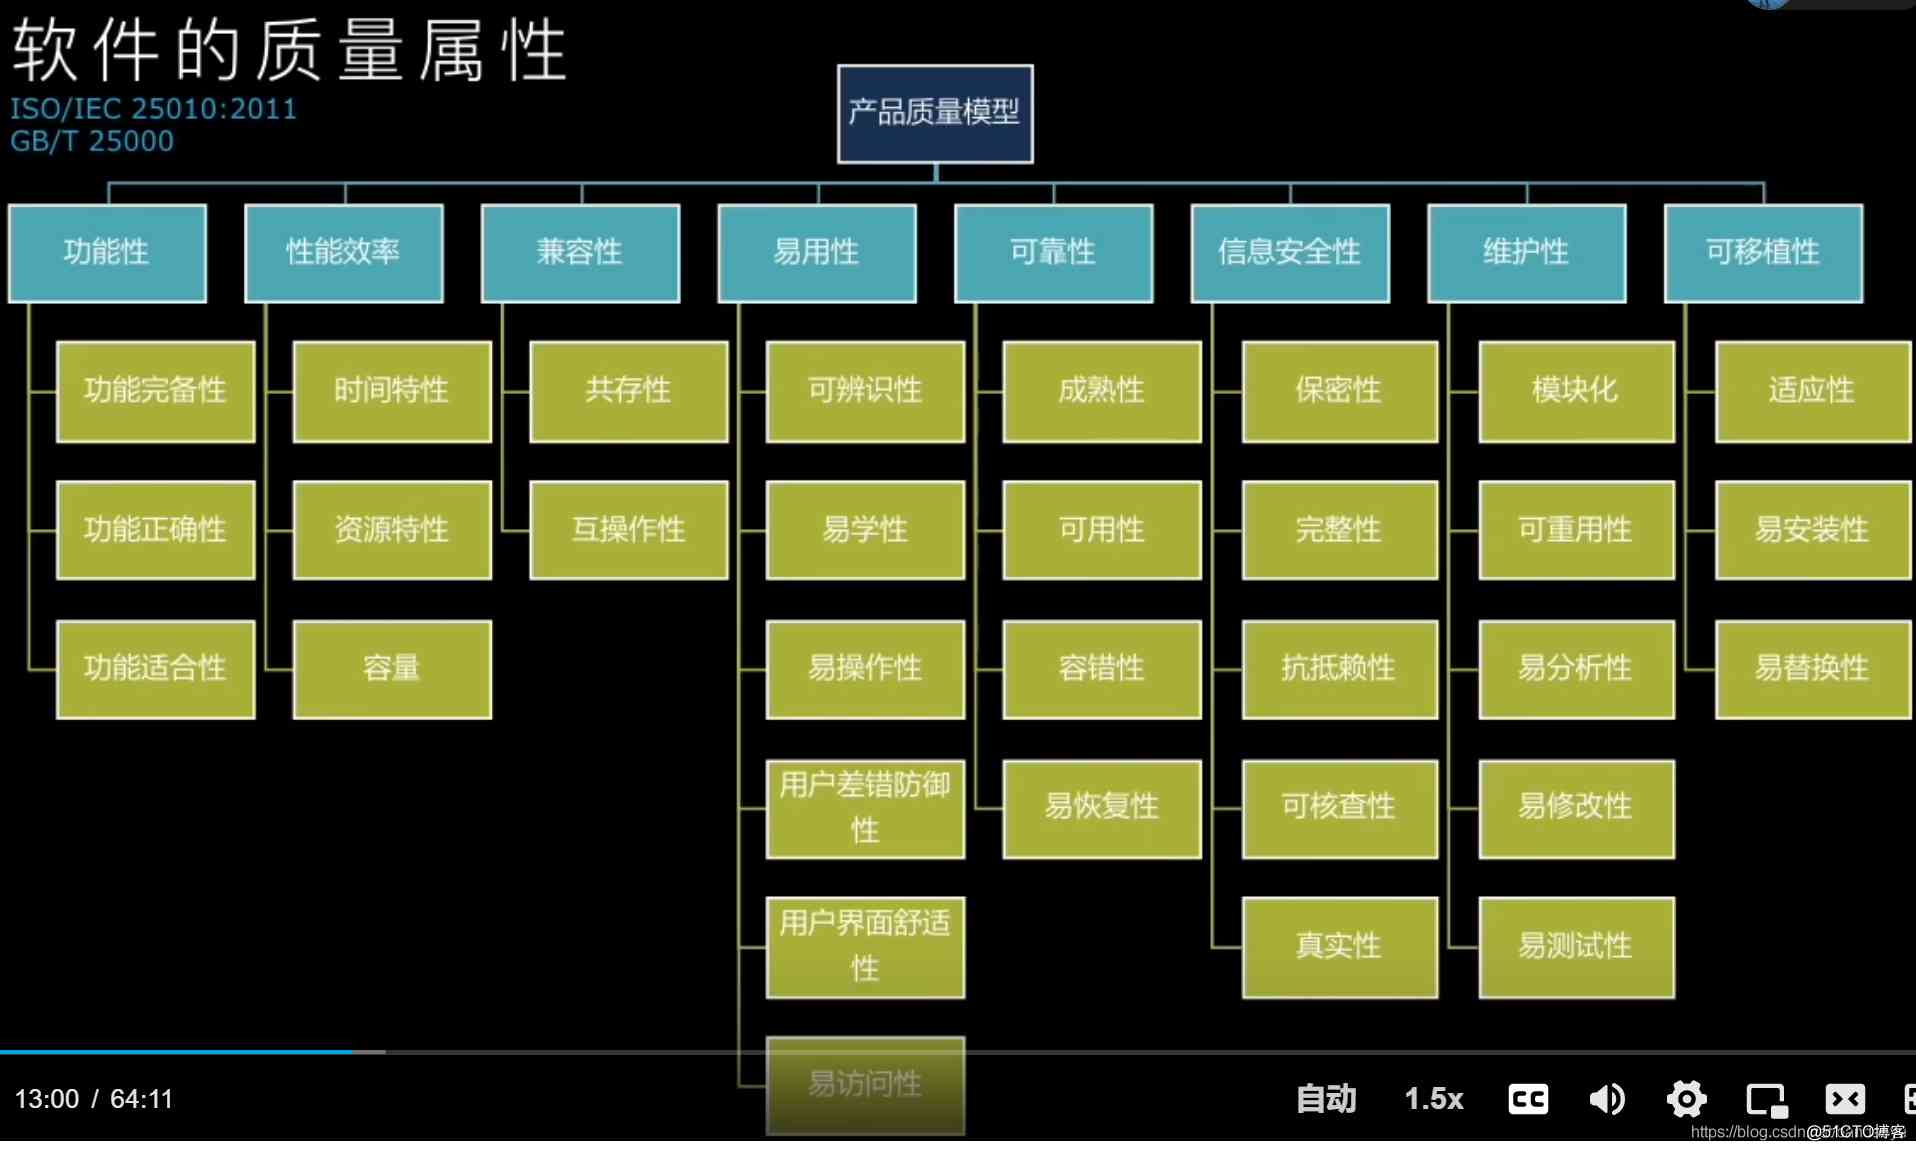 软件的质量属性
ISO/IEC 25010:2011
GB/T 25000
产品质量模型
功能性
性能效率
兼容性
易用性
可靠性
信息安全性
维护性
可移植性
功能完备性
时间特性
共存性
可辨识性
成熟性
保密性
模块化
适应性
功能正确性
资源特性
互操作性
易学性
可用性
完整性
可重用性
易安装性
功能适合性
容量
易操作性
容错性
抗抵赖性
易分析性
易替换性
用户差错防御
性
易恢复性
可核查性
易修改性
用户界面舒适
性
真实性
易测试性
易访问性
13:00 / 64:11
自动
1.5x
CC
https://blog.csdn
@51CTO博客